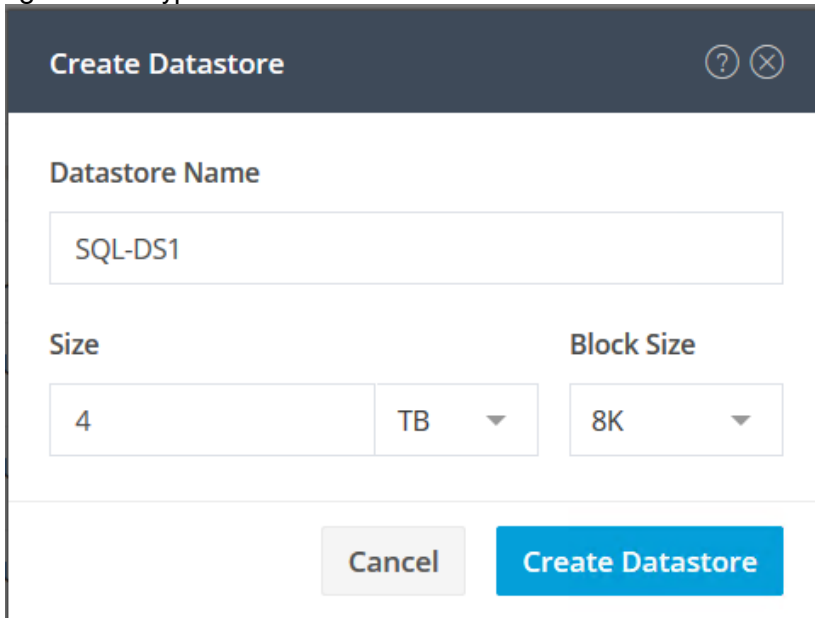 Create Datastore
Datastore Name
SQL-DS1
Size Block Size
4 TB 8K
Cancel Create Datastore